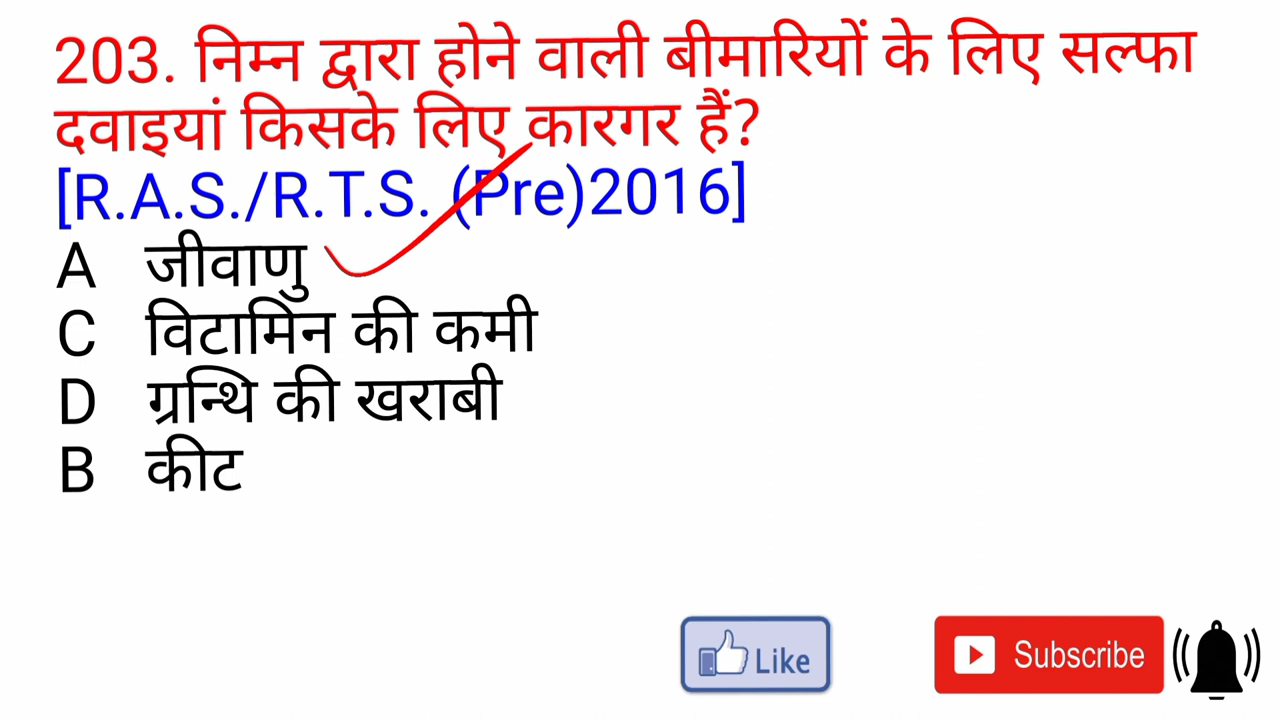 203. निम्न द्वारा होने वाली बीमारियों के लिए सल्फा
दवाइयां किसके लिए कारगर हैं?
[R.A.S./R.T.S. (Pre)2016]
A जीवाणु
C विटामिन की कमी
D ग्रन्थि की खराबी
B कीट
Like
Subscribe